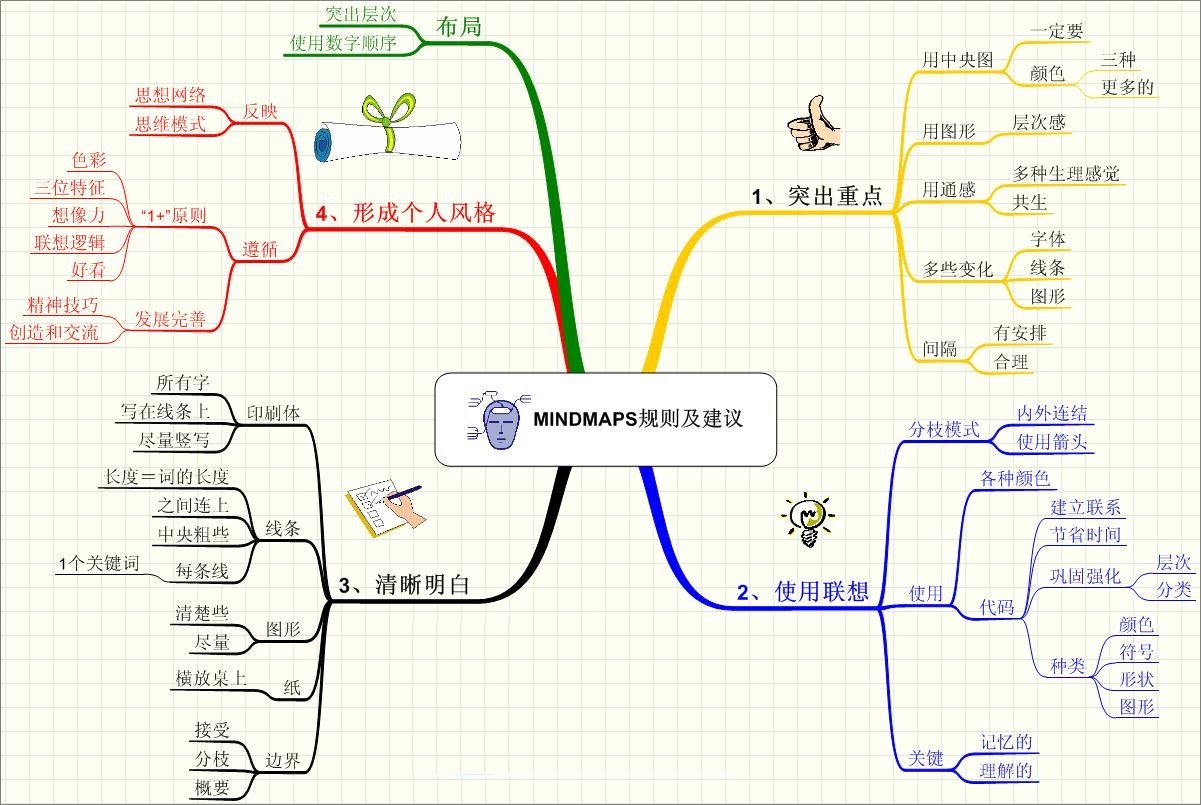 MINDMAPS规则及建议
1、突出重点
用中央图
一定要
颜色
三种
更多的
用图形
层次感
用通感
多种生理感觉
共生
多些变化
字体
线条
图形
间隔
有安排
合理
2、使用联想
分枝模式
内外连结
使用箭头
使用
各种颜色
代码
建立联系
节省时间
巩固强化
层次
分类
种类
颜色
符号
形状
图形
关键
记忆的
理解的
3、清晰明白
印刷体
所有字
写在线条上
尽量竖写
线条
长度＝词的长度
之间连上
中央粗些
每条线
1个关键词
图形
清楚些
尽量
纸
横放桌上
边界
接受
分枝
概要
4、形成个人风格
反映
思想网络
思维模式
遵循
“1+”原则
色彩
三位特征
想像力
联想逻辑
好看
发展完善
精神技巧
创造和交流
布局
突出层次
使用数字顺序